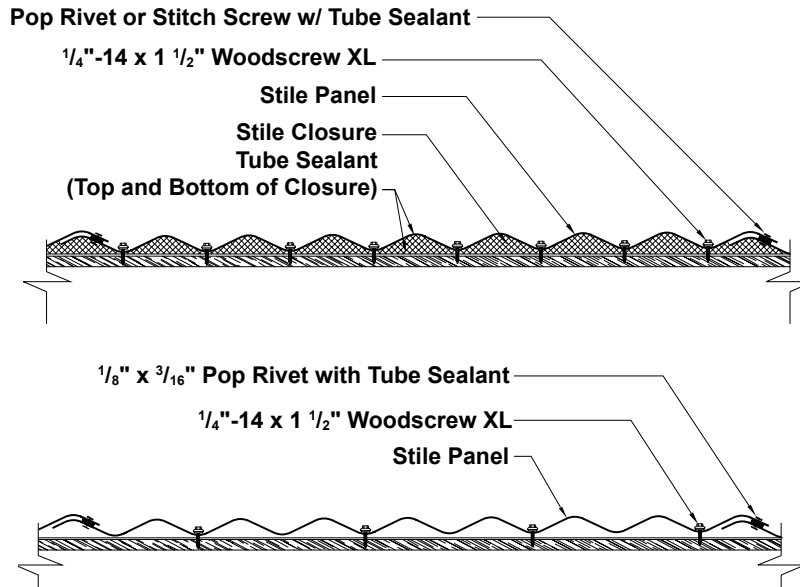 Pop Rivet or Stitch Screw w/ Tube Sealant
1/4"-14 x 1 1/2" Woodscrew XL
Stile Panel
Stile Closure
Tube Sealant
(Top and Bottom of Closure)
1/8" x 3/16" Pop Rivet with Tube Sealant
1/4"-14 x 1 1/2" Woodscrew XL
Stile Panel